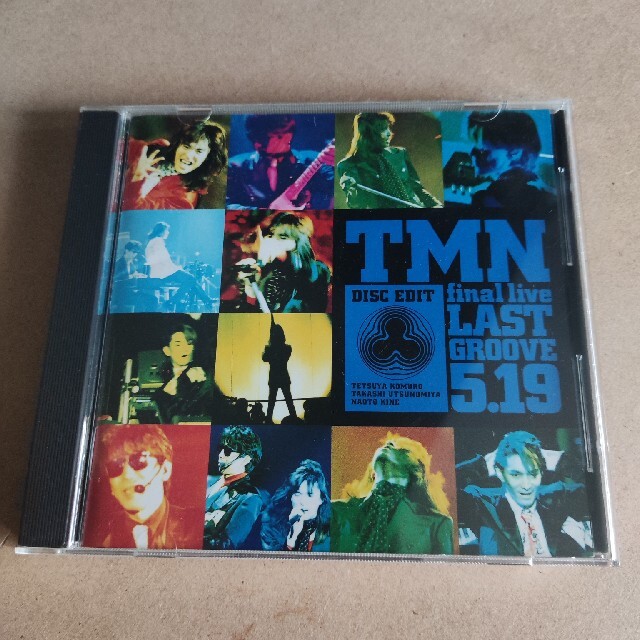 TMN
final live
LAST
GROOVE
5.19
DISC EDIT
TETSUYA KOMURO
TAKASHI UTSUNOMIYA
NAOTO KINE